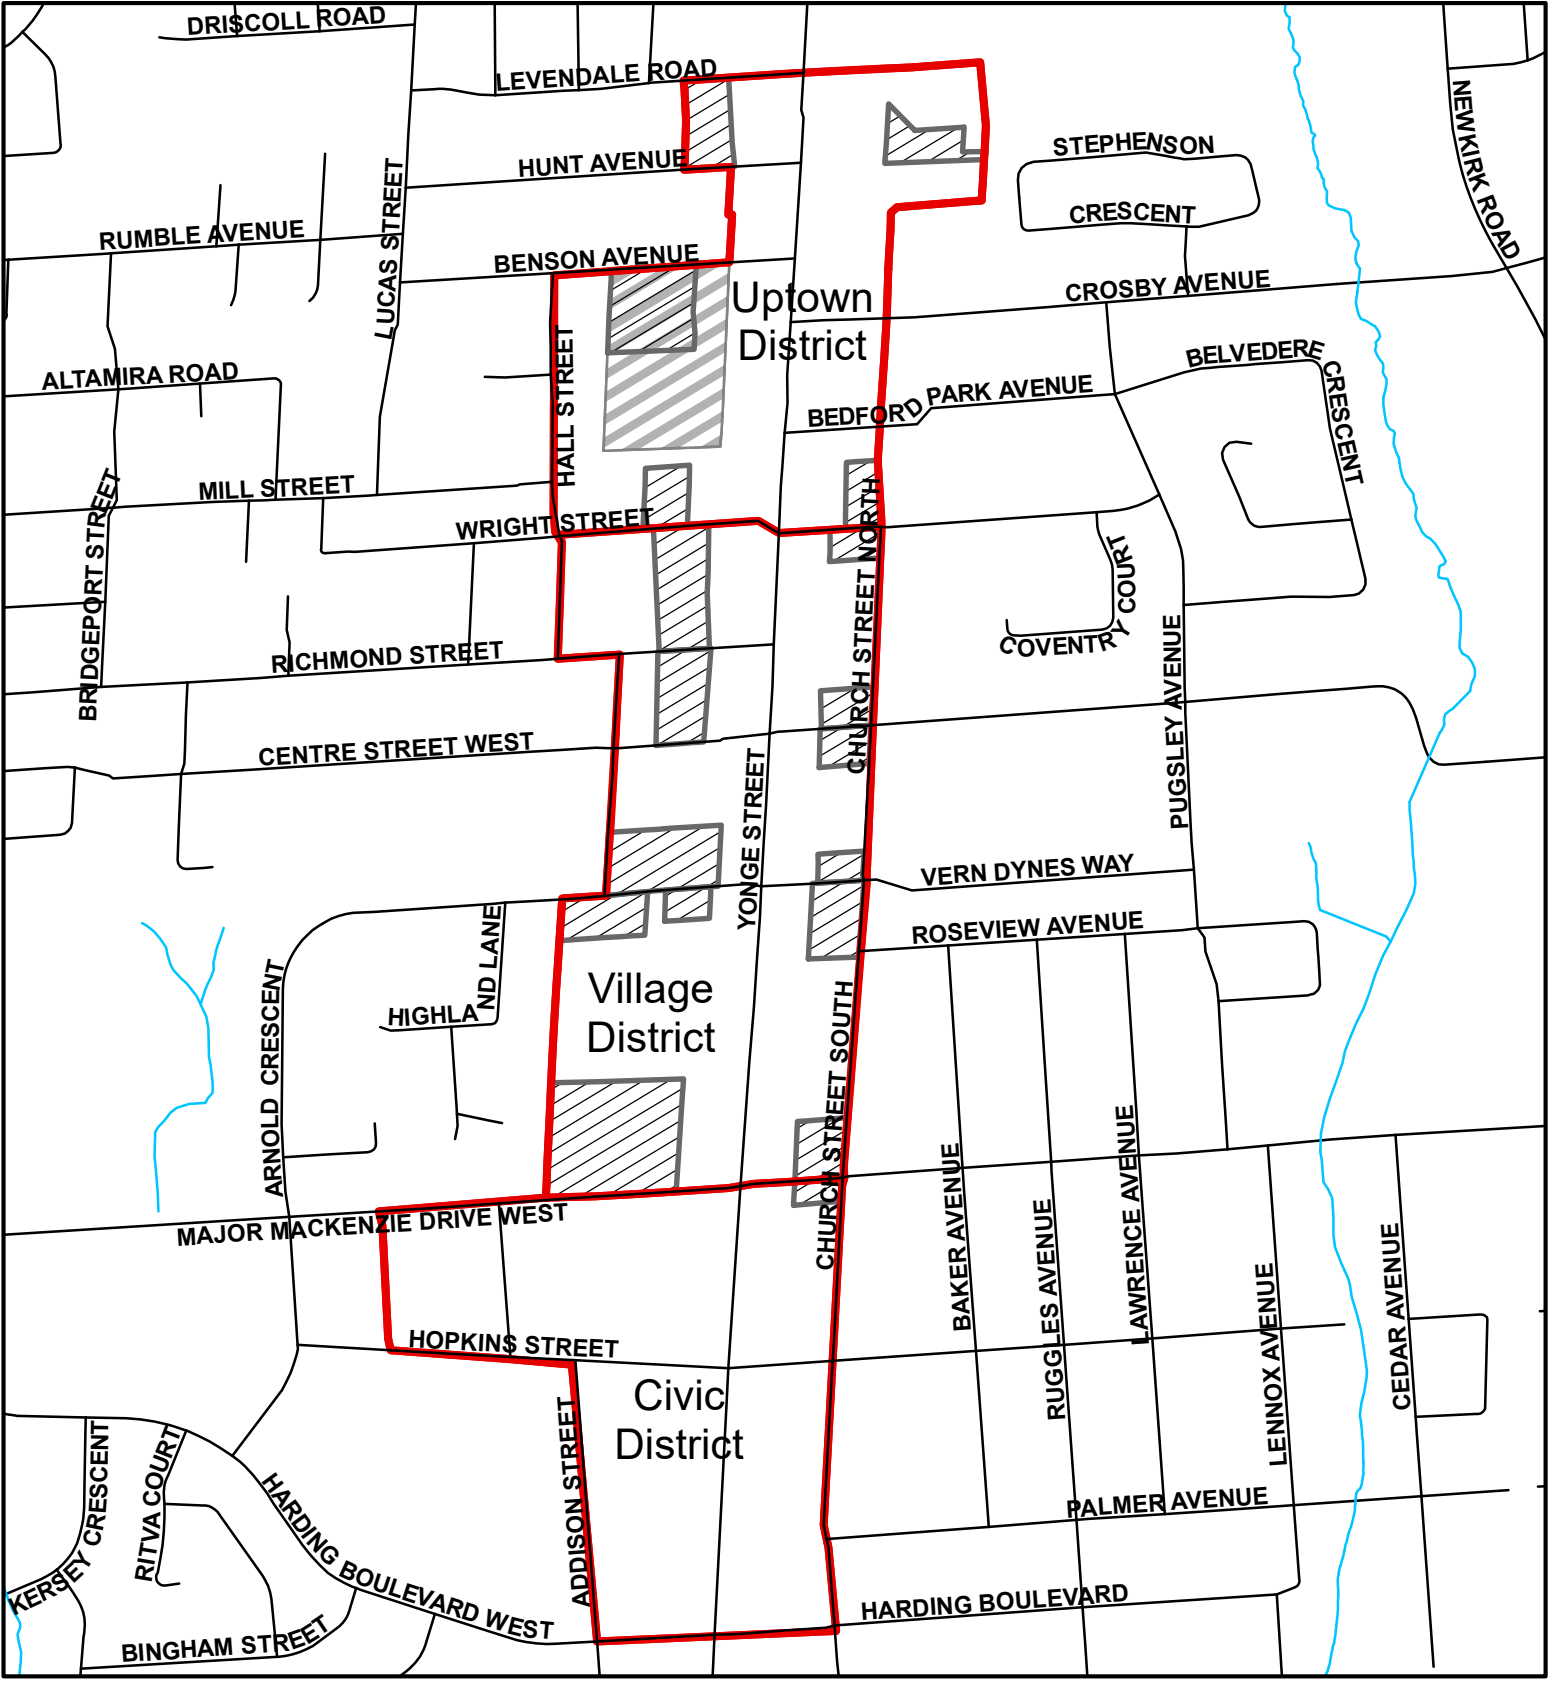 DRISCOLL ROAD
LEVENDALE ROAD
NEWKIRK ROAD
HUNT AVENUE
STEPHENSON
CRESCENT
LUCAS STREET
RUMBLE AVENUE
BENSON AVENUE
CROSBY AVENUE
Uptown
District
HALL STREET
ALTAMIRA ROAD
BELVEDERE CRESCENT
BEDFORD PARK AVENUE
MILL STREET
WRIGHT STREET
BRIDGEPORT STREET
CHURCH STREET NORTH
COVENTRY COURT
RICHMOND STREET
PUGSLEY AVENUE
CENTRE STREET WEST
YONGE STREET
VERN DYNES WAY
ROSEVIEW AVENUE
HIGHLAND LANE
ARNOLD CRESCENT
Village
District
CHURCH STREET SOUTH
MAJOR MACKENZIE DRIVE WEST
BAKER AVENUE
RUGGLES AVENUE
LAWRENCE AVENUE
LENNOX AVENUE
CEDAR AVENUE
HOPKINS STREET
Civic
District
ADDISON STREET
KERSEY CRESCENT
RITVA COURT
HARDING BOULEVARD WEST
PALMER AVENUE
HARDING BOULEVARD
BINGHAM STREET